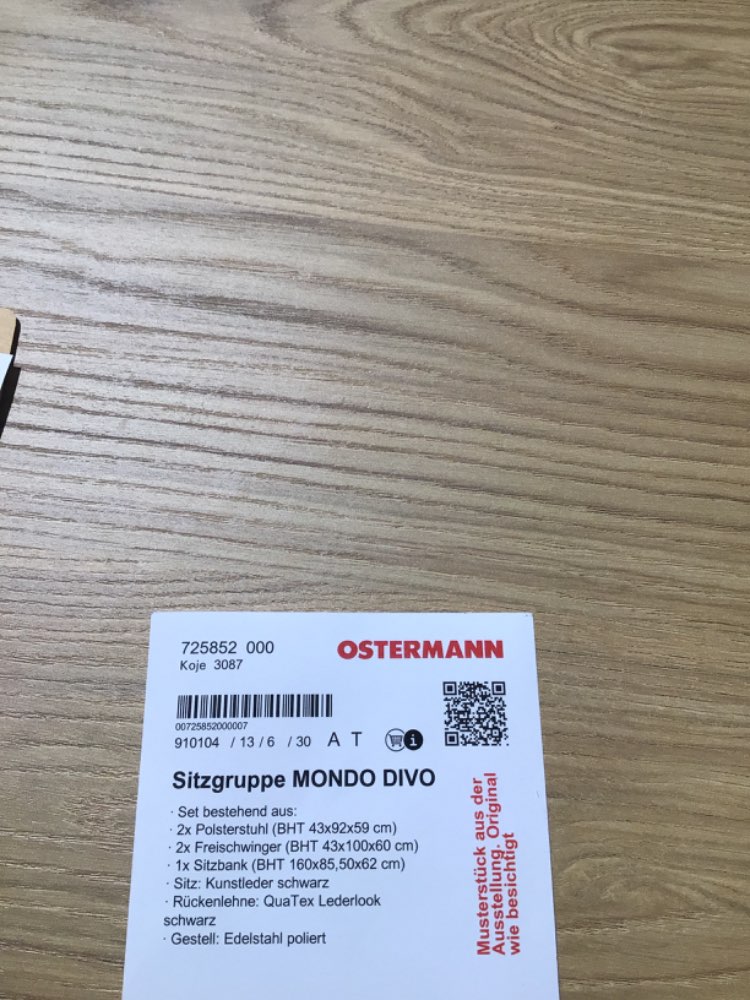 725852 000
Koje 3087
OSTERMANN
00725852000007
910104 / 13 / 6 / 30 A T
Sitzgruppe MONDO DIVO
· Set bestehend aus:
· 2x Polsterstuhl (BHT 43x92x59 cm)
· 2x Freischwinger (BHT 43x100x60 cm)
· 1x Sitzbank (BHT 160x85,50x62 cm)
· Sitz: Kunstleder schwarz
· Rückenlehne: QuaTex Lederlook
schwarz
· Gestell: Edelstahl poliert
Musterstück aus der
Ausstellung. Original
wie besichtigt